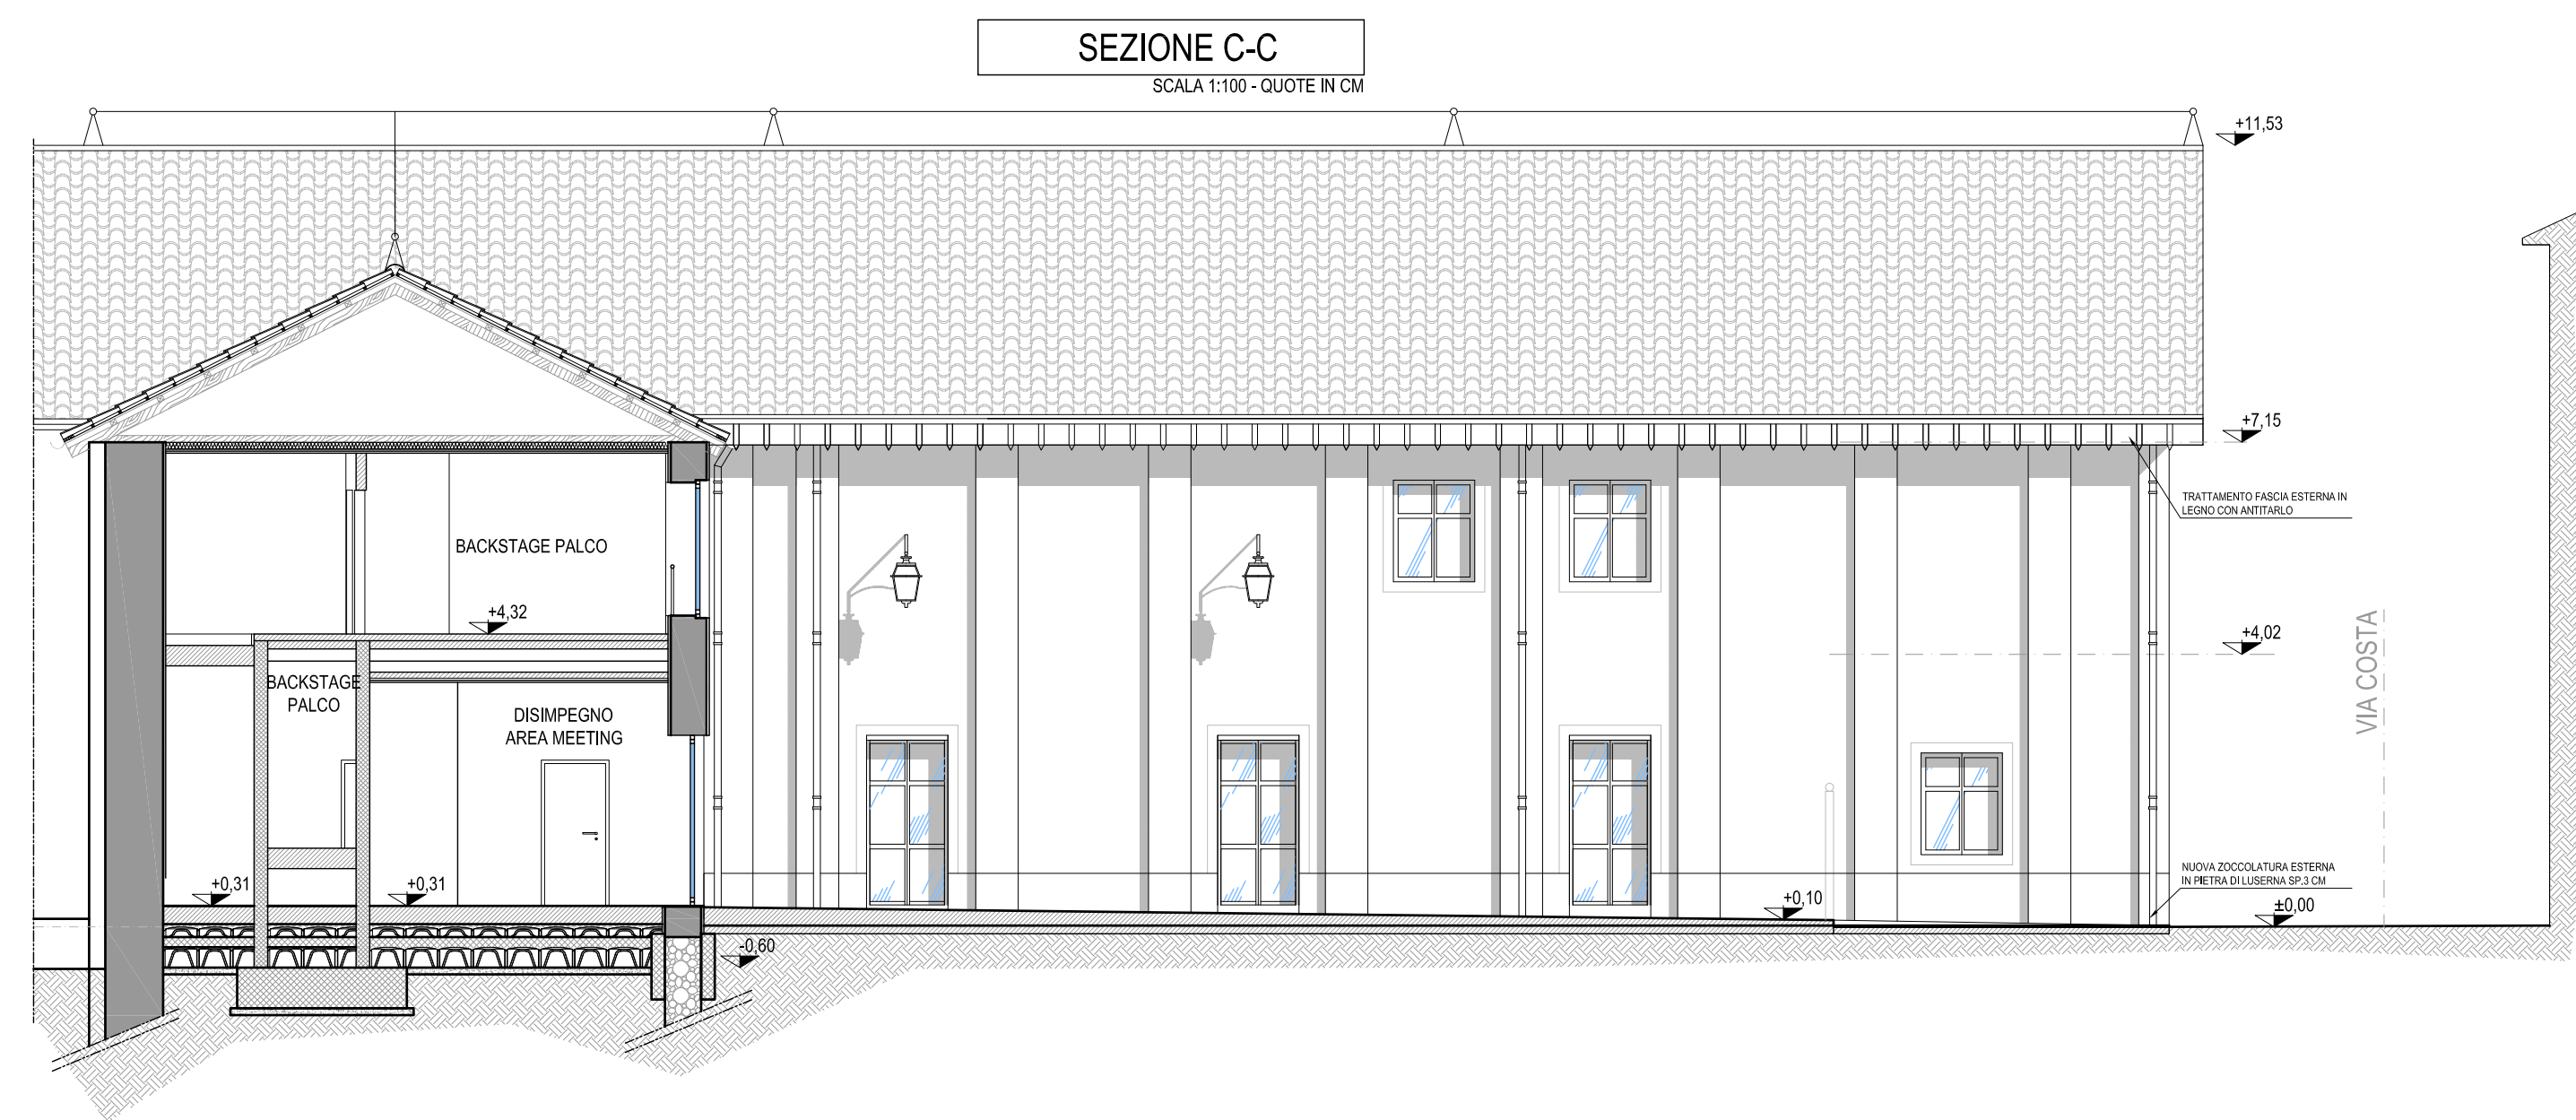 SEZIONE C-C
SCALA 1:100 - QUOTE IN CM
+11,53
+7,15
TRATTAMENTO FASCIA ESTERNA IN
LEGNO CON ANTITARLO
BACKSTAGE PALCO
+4,32
+4,02
VIA COSTA
BACKSTAGE
PALCO
DISIMPEGNO
AREA MEETING
+0,31
+0,31
NUOVA ZOCCOLATURA ESTERNA
IN PIETRA DI LUSERNA SP.3 CM
+0,10
±0,00
-0,60